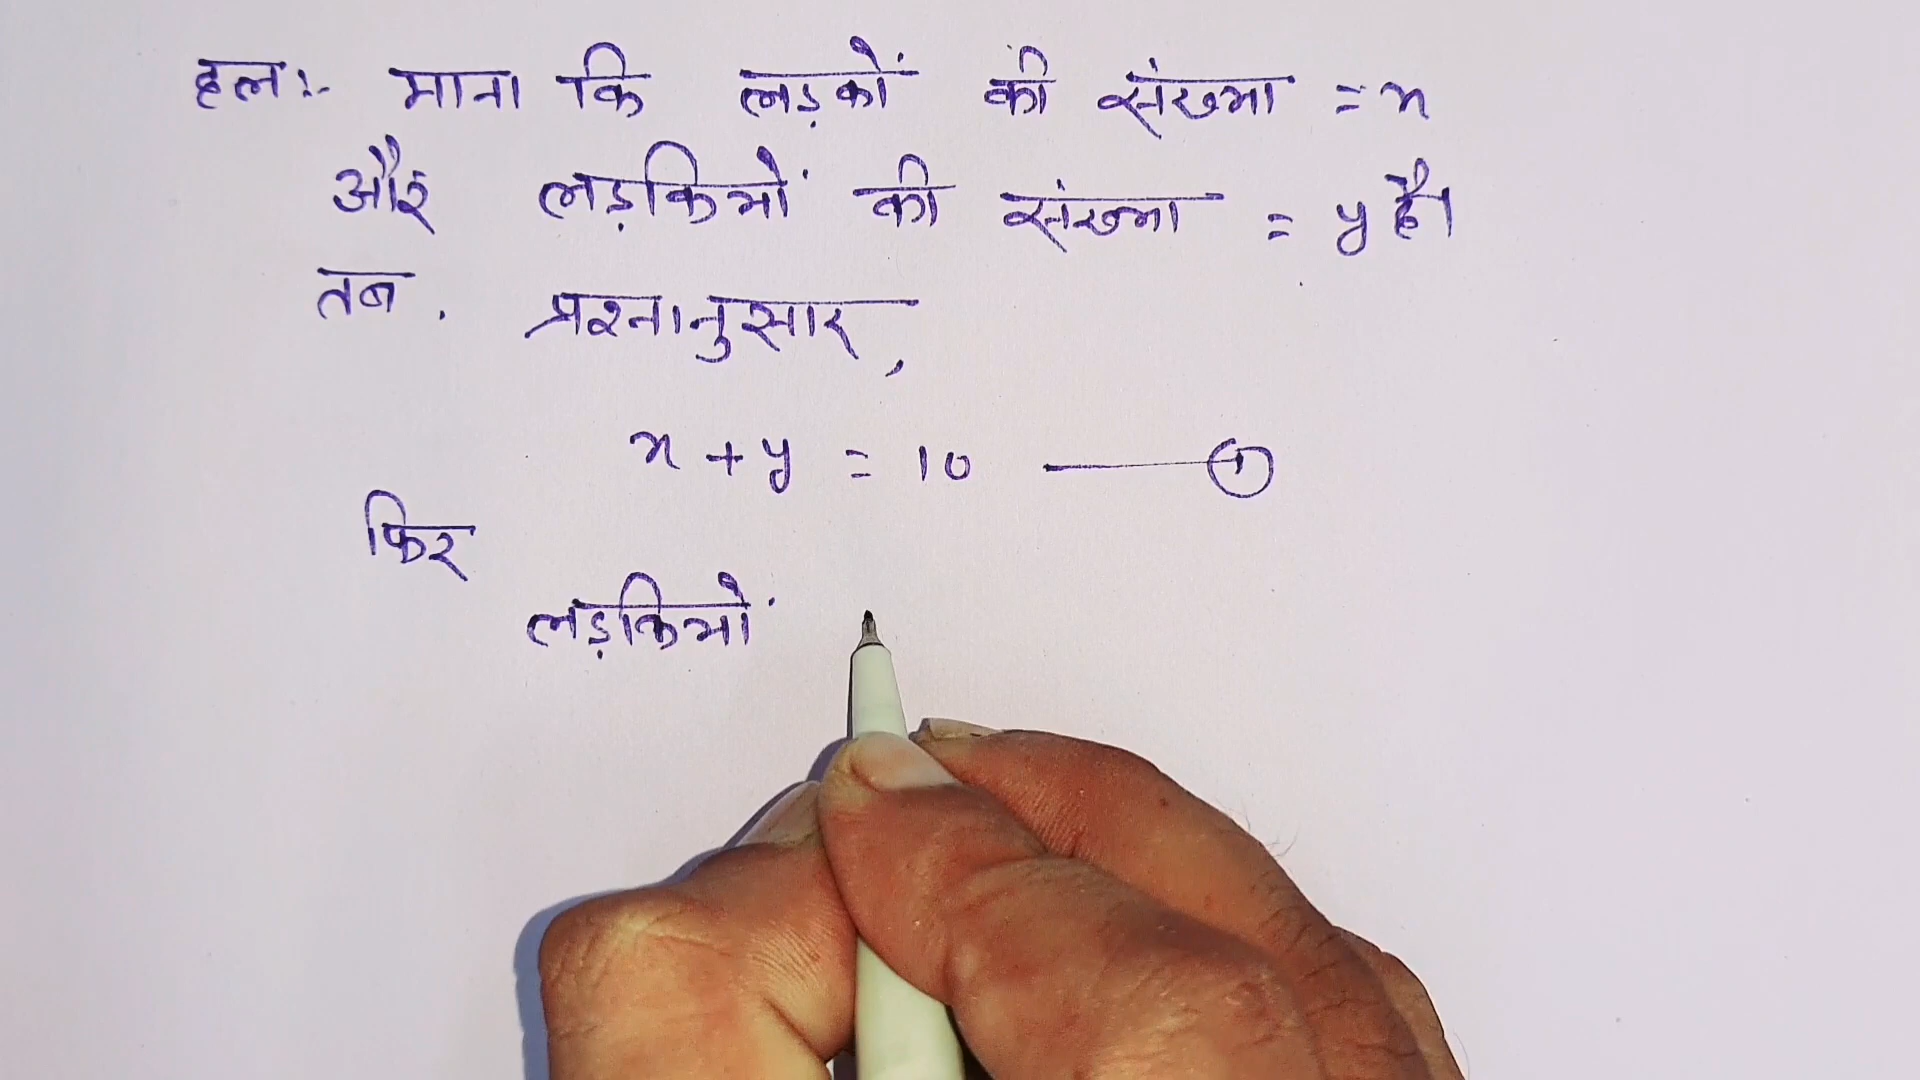 हल:- माना कि लड़कों की संख्या = x
और लड़कियों की संख्या = y है।
तब, प्रश्नानुसार,
x + y = 10 — ①
फिर
लड़कियों